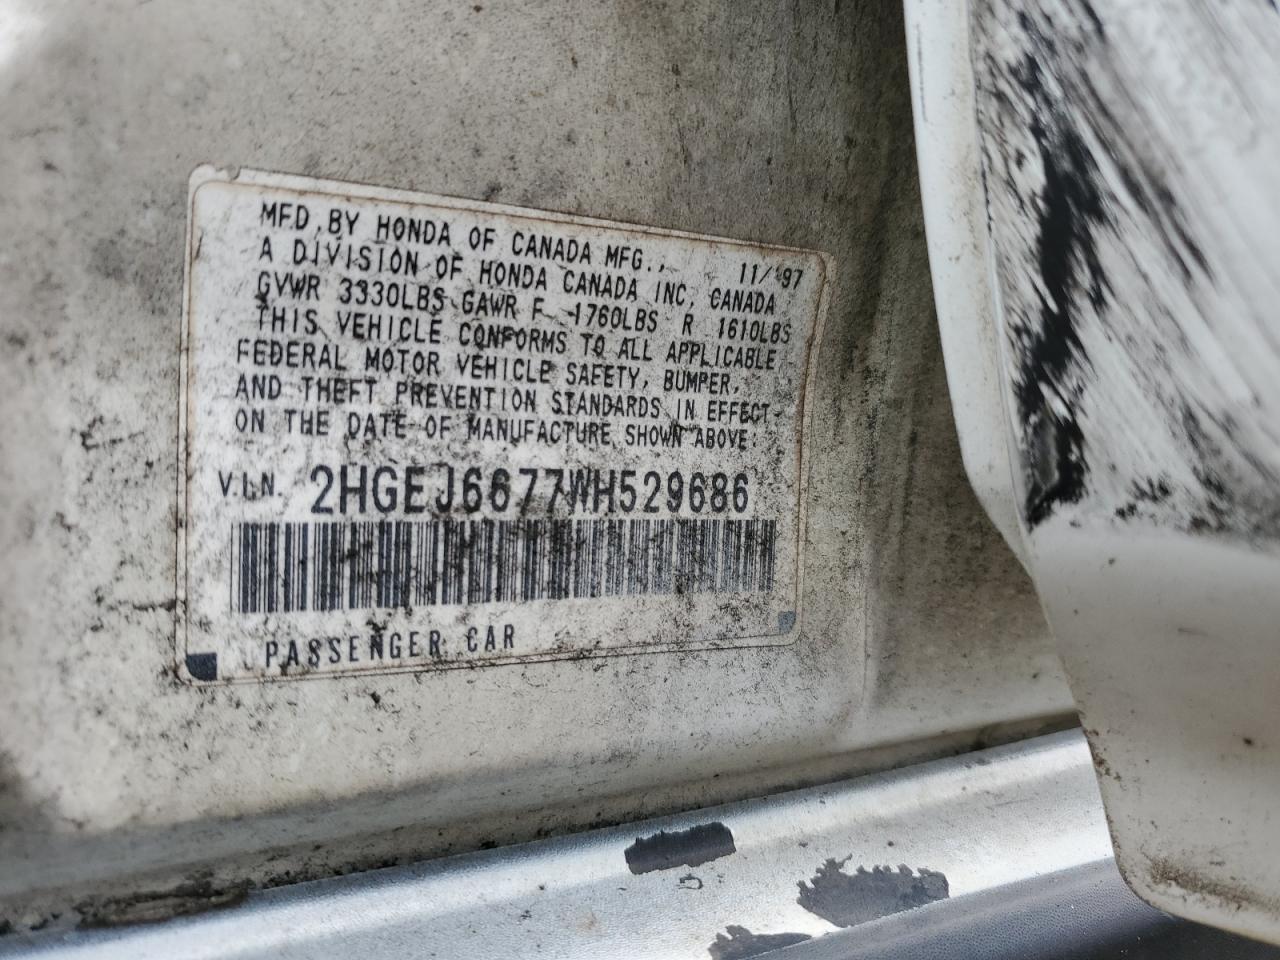 MFD. BY HONDA OF CANADA MFG.,
A DIVISION OF HONDA CANADA INC, CANADA 11/ 97
GVWR 3330LBS GAWR F 1760LBS R 1610LBS
THIS VEHICLE CONFORMS TO ALL APPLICABLE
FEDERAL MOTOR VEHICLE SAFETY, BUMPER,
AND THEFT PREVENTION STANDARDS IN EFFECT
ON THE DATE OF MANUFACTURE SHOWN ABOVE:
V.I.N. 2HGEJ6677WH529686
PASSENGER CAR